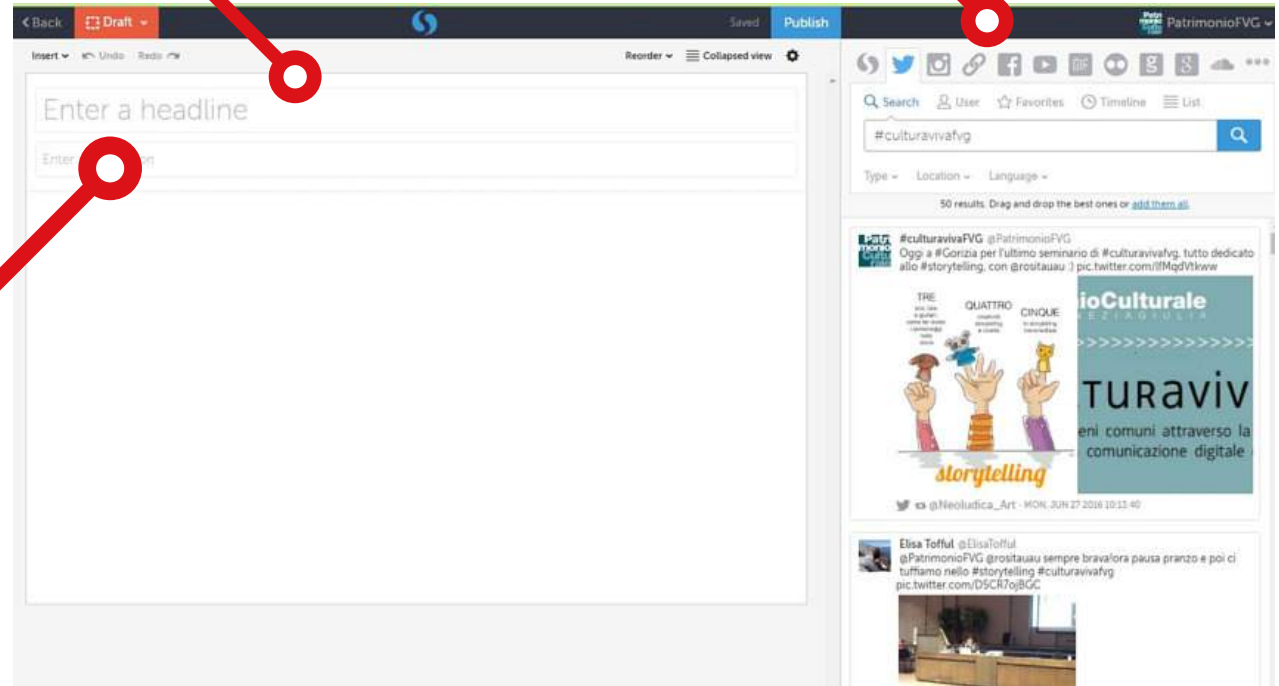 Back Draft Saved Publish PatrimonioFVG
Insert Undo Redo Reorder Collapsed view
Enter a headline
Enter
Search User Favorites Timeline List
#culturavivafvg
Type Location Language
50 results. Drag and drop the best ones or add them all.
#culturavivaFVG @PatrimonioFVG
Oggi a #Gorizia per l'ultimo seminario di #culturavivafvg, tutto dedicato
allo #storytelling, con @rositauau :)
TRE
QUATTRO
CINQUE
storytelling
ioCulturale
>>>>>>>>>>>>>>>
TURAVIV
eni comuni attraverso la
comunicazione digitale
@Neoludica_Art - MON, JUN 27 2016 10:13:40
Elisa Tofful @ElisaTofful
@PatrimonioFVG @rositauau sempre brava!ora pausa pranzo e poi ci
tuffiamo nello #storytelling #culturavivafvg
pic.twitter.com/D5CR7ojBGC